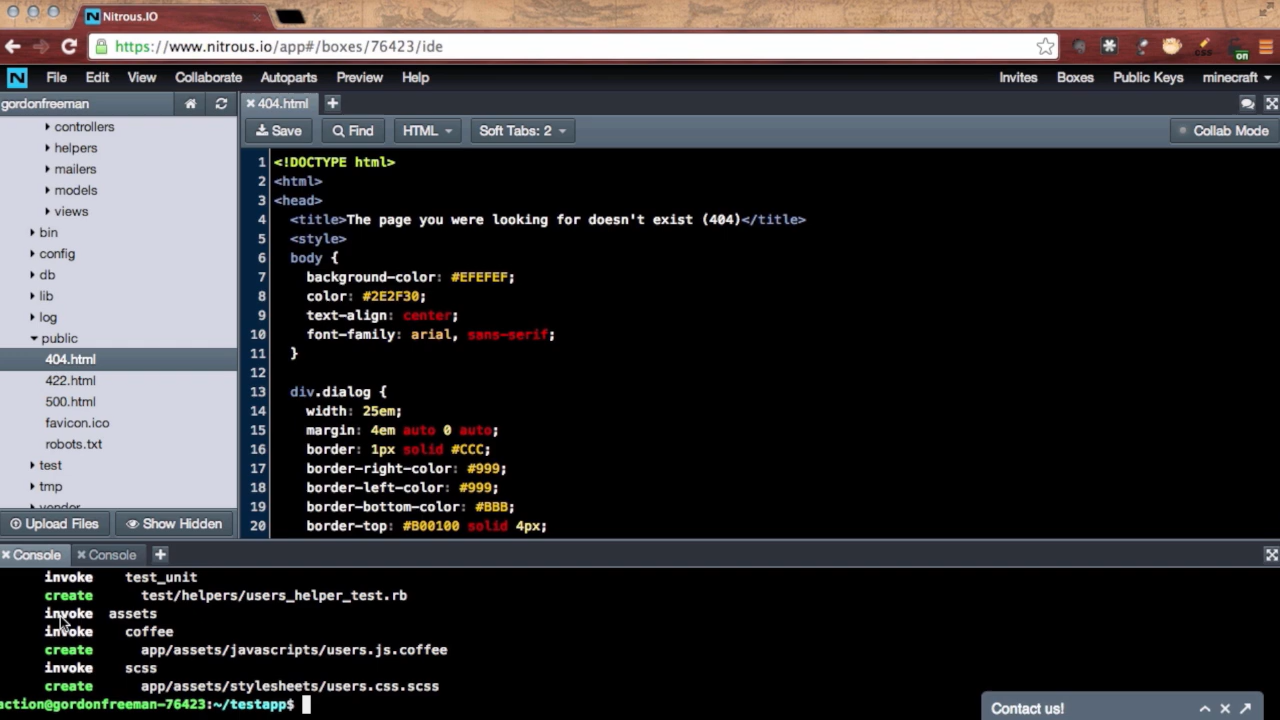 Nitrous.IO
https://www.nitrous.io/app#/boxes/76423/ide
css
on
N File Edit View Collaborate Autoparts Preview Help Invites Boxes Public Keys minecraft
gordonfreeman
404.html
Save Find HTML Soft Tabs: 2 Collab Mode
controllers
helpers
mailers
models
views
bin
config
db
lib
log
public
404.html
422.html
500.html
favicon.ico
robots.txt
test
tmp
vendor
Upload Files Show Hidden
1 <!DOCTYPE html>
2 <html>
3 <head>
4 <title>The page you were looking for doesn't exist (404)</title>
5 <style>
6 body {
7 background-color: #EFEFEF;
8 color: #2E2F30;
9 text-align: center;
10 font-family: arial, sans-serif;
11 }
12
13 div.dialog {
14 width: 25em;
15 margin: 4em auto 0 auto;
16 border: 1px solid #CCC;
17 border-right-color: #999;
18 border-left-color: #999;
19 border-bottom-color: #BBB;
20 border-top: #B00100 solid 4px;
Console Console
invoke test_unit
create test/helpers/users_helper_test.rb
invoke assets
invoke coffee
create app/assets/javascripts/users.js.coffee
invoke scss
create app/assets/stylesheets/users.css.scss
action@gordonfreeman-76423:~/testapp$
Contact us!